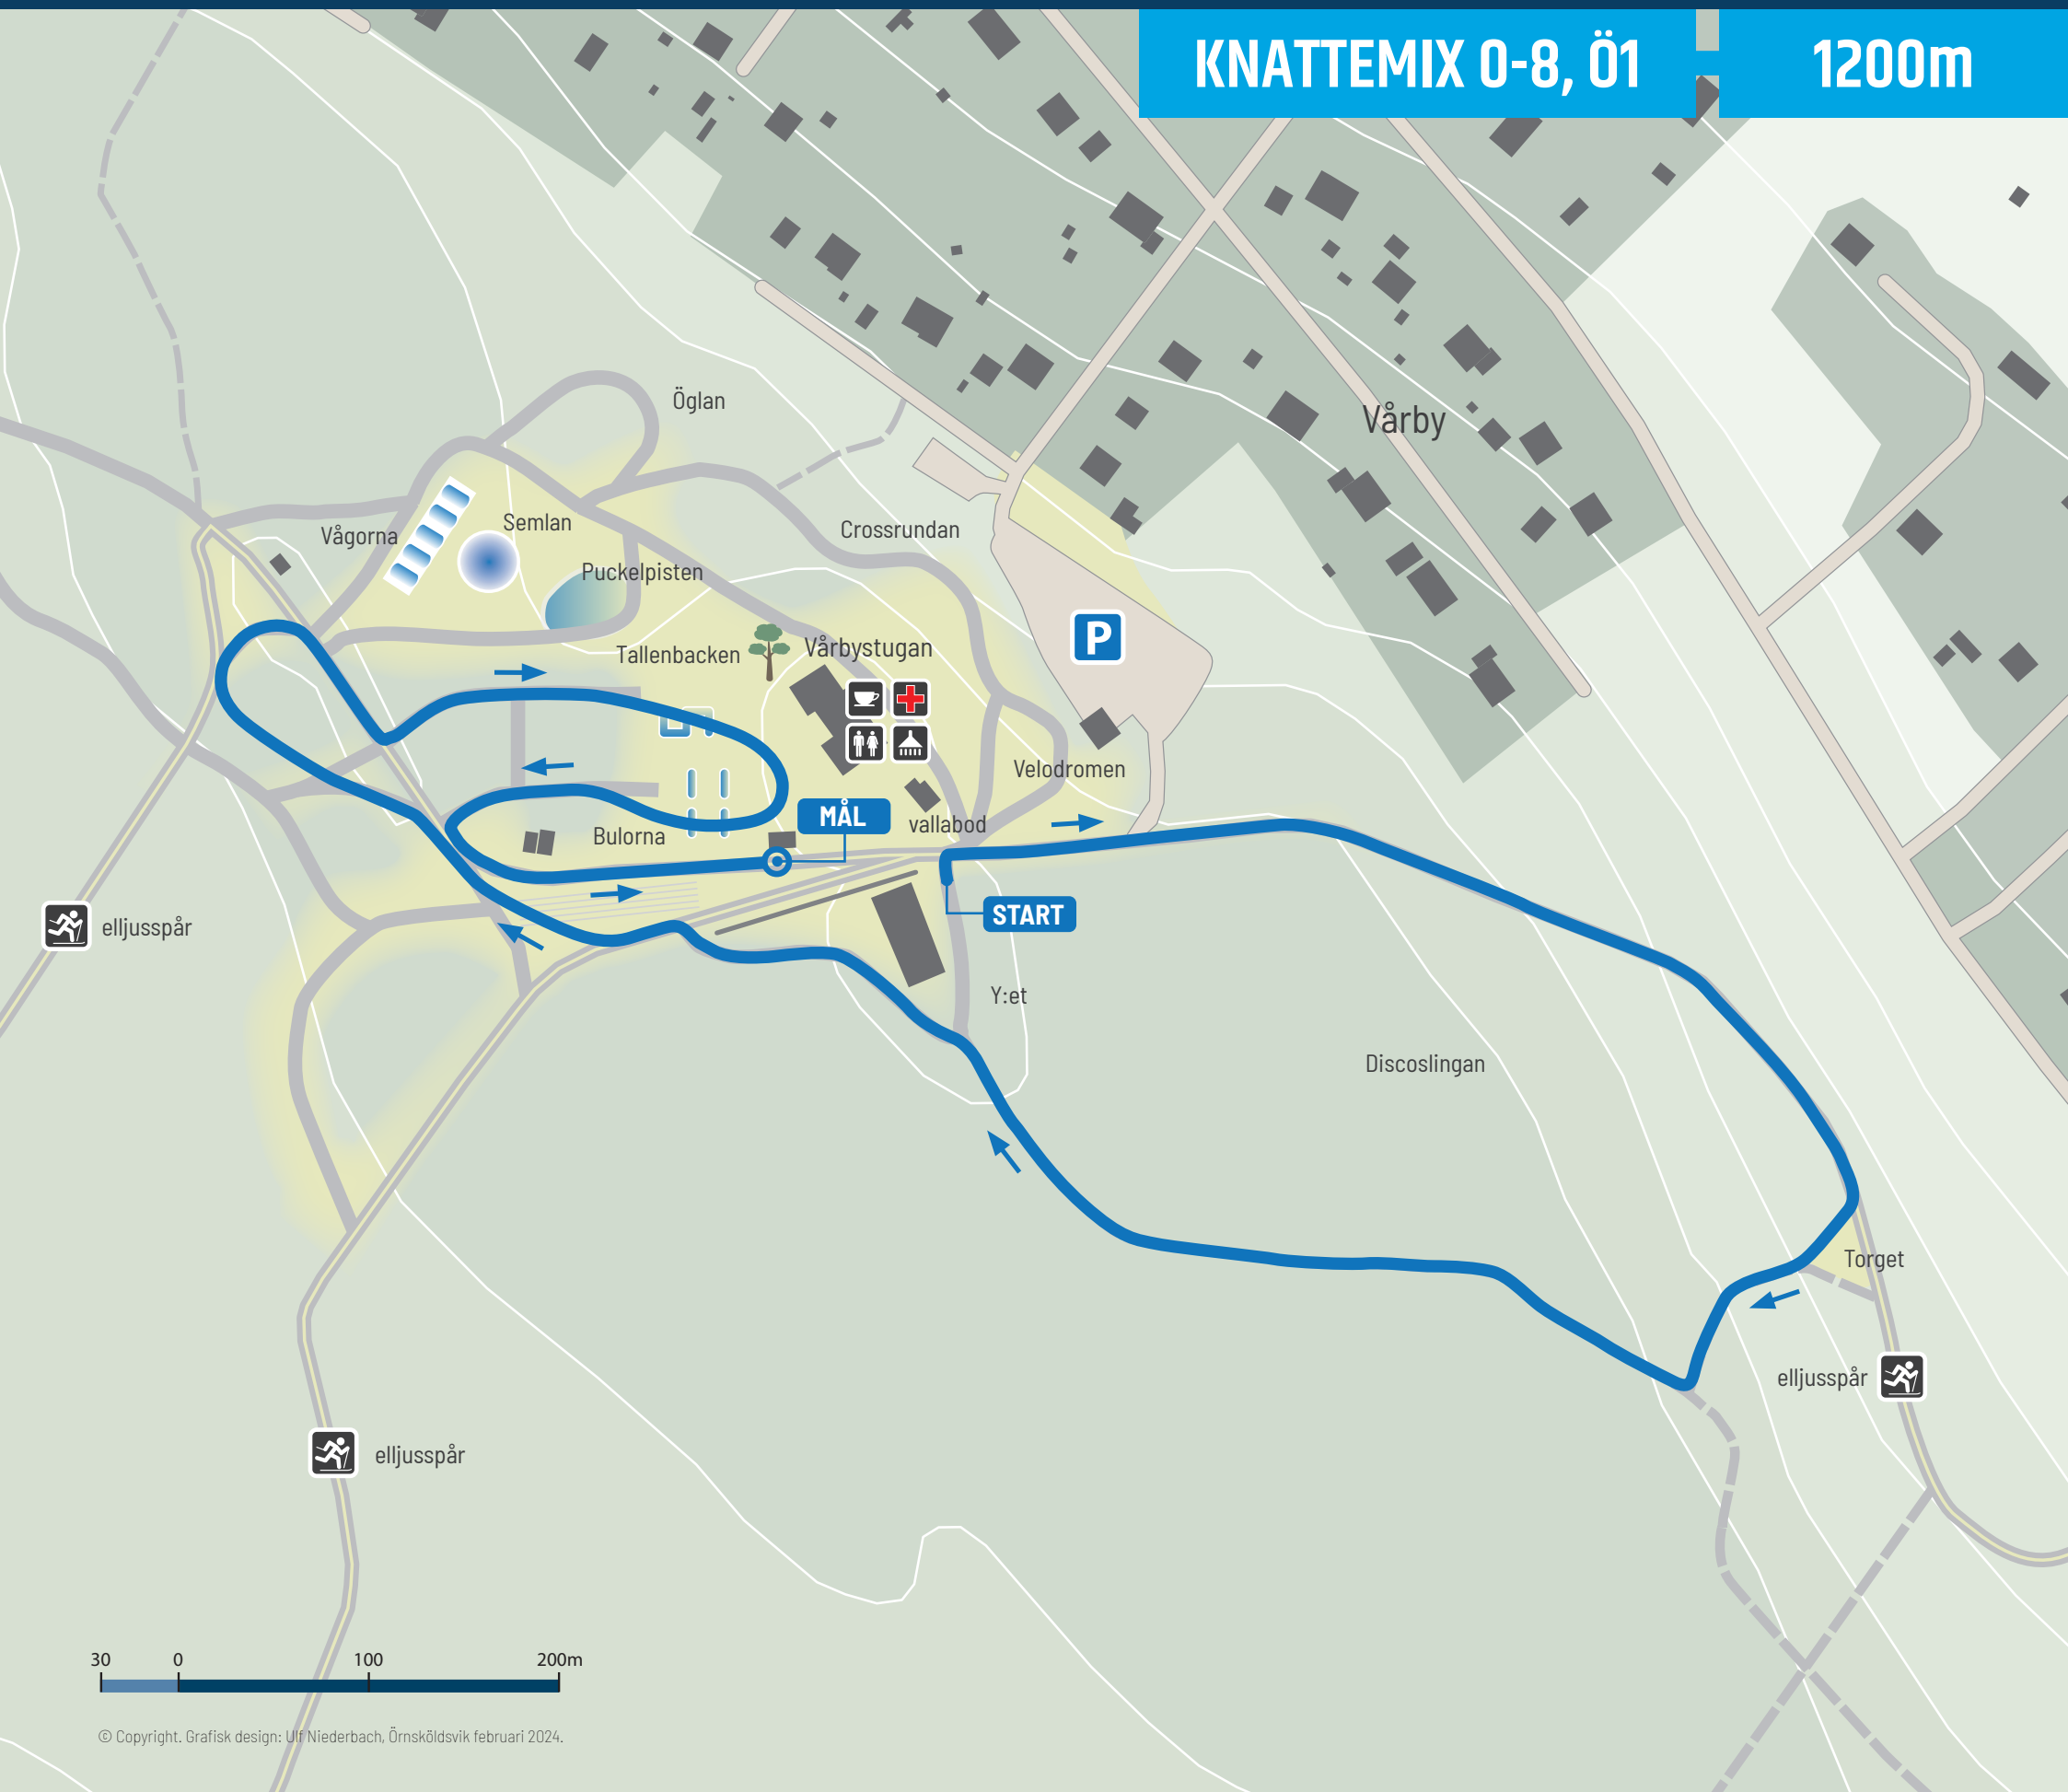 KNATTEMIX 0-8, Ö1
1200m
Öglan
Vårby
Vågorna
Semlan
Crossrundan
Puckelpisten
P
Tallenbacken
Vårbystugan
Velodromen
MÅL
vallabod
Bulorna
START
elljusspår
Y:et
Discoslingan
Torget
elljusspår
elljusspår
30 0 100 200m
© Copyright. Grafisk design: Ulf Niederbach, Örnsköldsvik februari 2024.